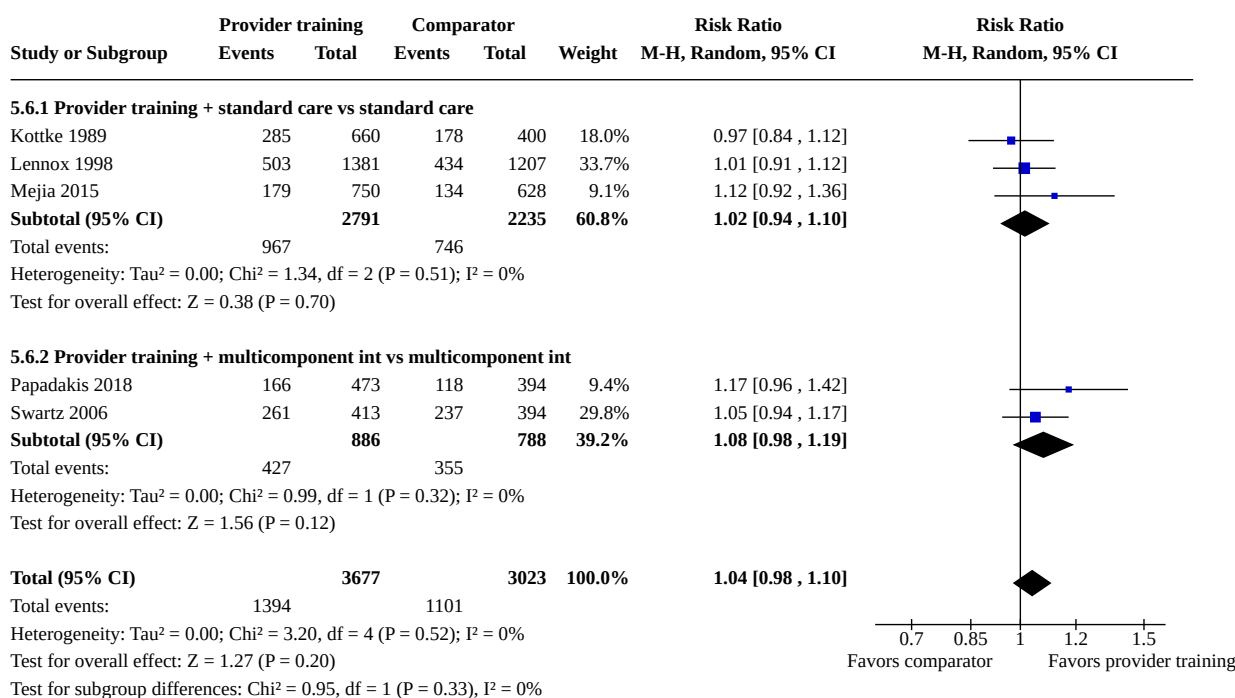 Provider training Comparator Risk Ratio Risk Ratio
Study or Subgroup Events Total Events Total Weight M-H, Random, 95% CI M-H, Random, 95% CI
5.6.1 Provider training + standard care vs standard care
Kottke 1989 285 660 178 400 18.0% 0.97 [0.84 , 1.12]
Lennox 1998 503 1381 434 1207 33.7% 1.01 [0.91 , 1.12]
Mejia 2015 179 750 134 628 9.1% 1.12 [0.92 , 1.36]
Subtotal (95% CI) 2791 2235 60.8% 1.02 [0.94 , 1.10]
Total events: 967 746
Heterogeneity: Tau² = 0.00; Chi² = 1.34, df = 2 (P = 0.51); I² = 0%
Test for overall effect: Z = 0.38 (P = 0.70)
5.6.2 Provider training + multicomponent int vs multicomponent int
Papadakis 2018 166 473 118 394 9.4% 1.17 [0.96 , 1.42]
Swartz 2006 261 413 237 394 29.8% 1.05 [0.94 , 1.17]
Subtotal (95% CI) 886 788 39.2% 1.08 [0.98 , 1.19]
Total events: 427 355
Heterogeneity: Tau² = 0.00; Chi² = 0.99, df = 1 (P = 0.32); I² = 0%
Test for overall effect: Z = 1.56 (P = 0.12)
Total (95% CI) 3677 3023 100.0% 1.04 [0.98 , 1.10]
Total events: 1394 1101
Heterogeneity: Tau² = 0.00; Chi² = 3.20, df = 4 (P = 0.52); I² = 0%
Test for overall effect: Z = 1.27 (P = 0.20)
Test for subgroup differences: Chi² = 0.95, df = 1 (P = 0.33), I² = 0%
0.7 0.85 1 1.2 1.5
Favors comparator Favors provider training